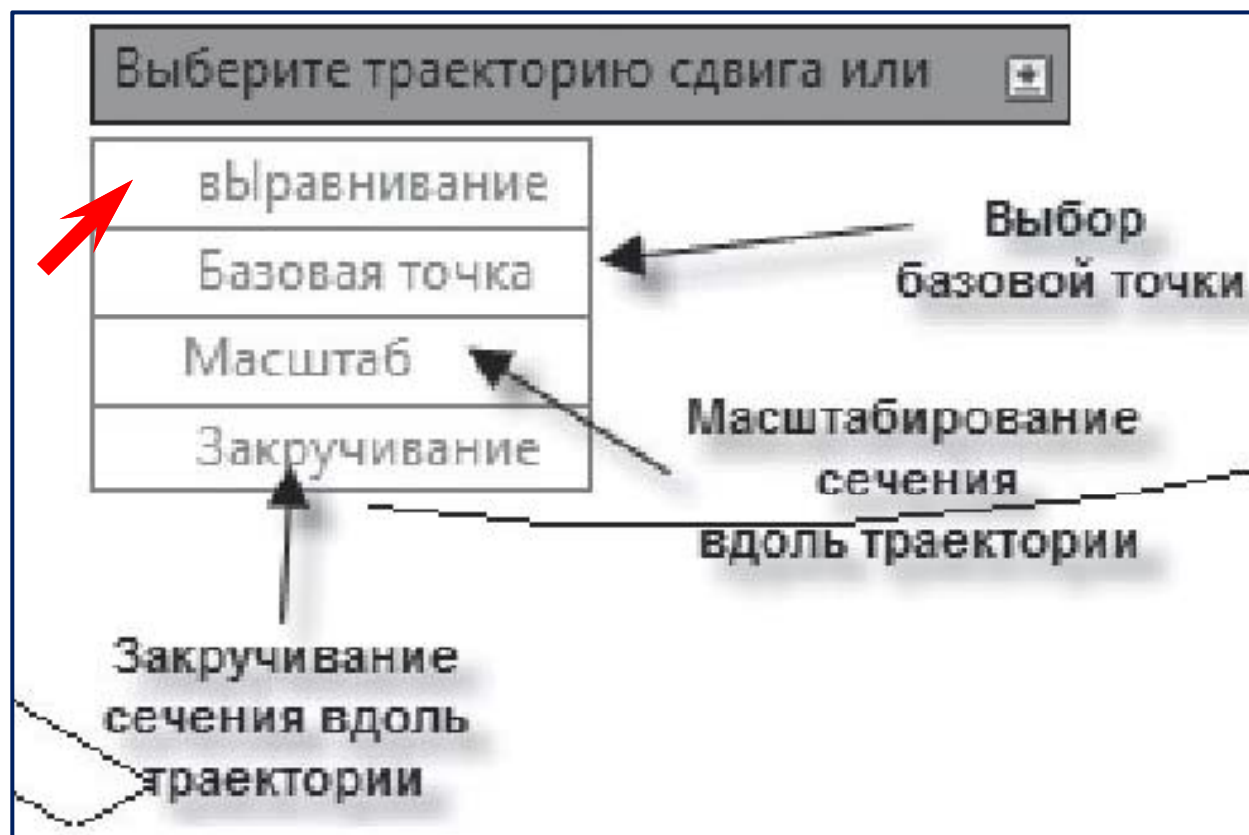 Выберите траекторию сдвига или
вЫравнивание
Базовая точка
Масштаб
Закручивание
Выбор
базовой точки
Масштабирование
сечения
вдоль траектории
Закручивание
сечения вдоль
траектории